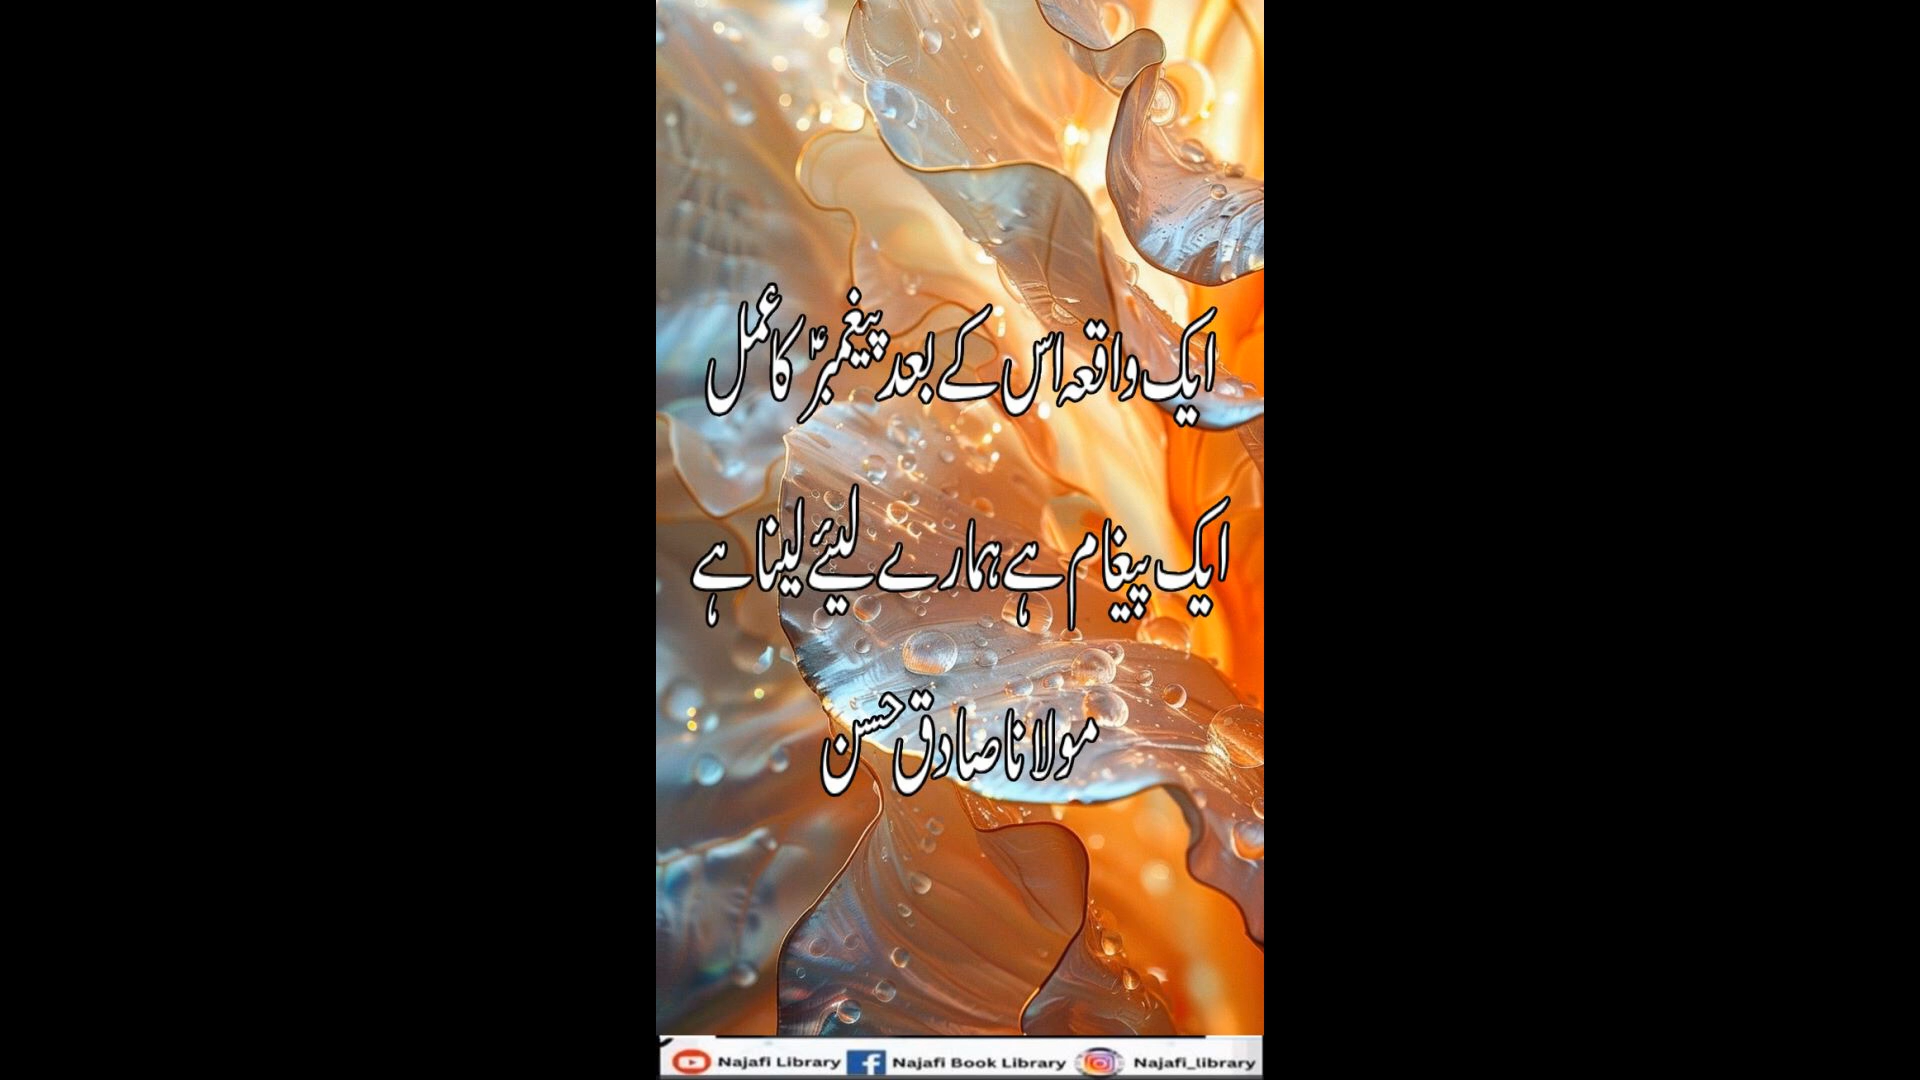 ایک واقعہ اس کے بعد پیغمبرؑ کا عمل
ایک پیغام ہے ہمارے لیئے لینا ہے
مولانا صادق حسن
Najafi Library Najafi Book Library Najafi_library